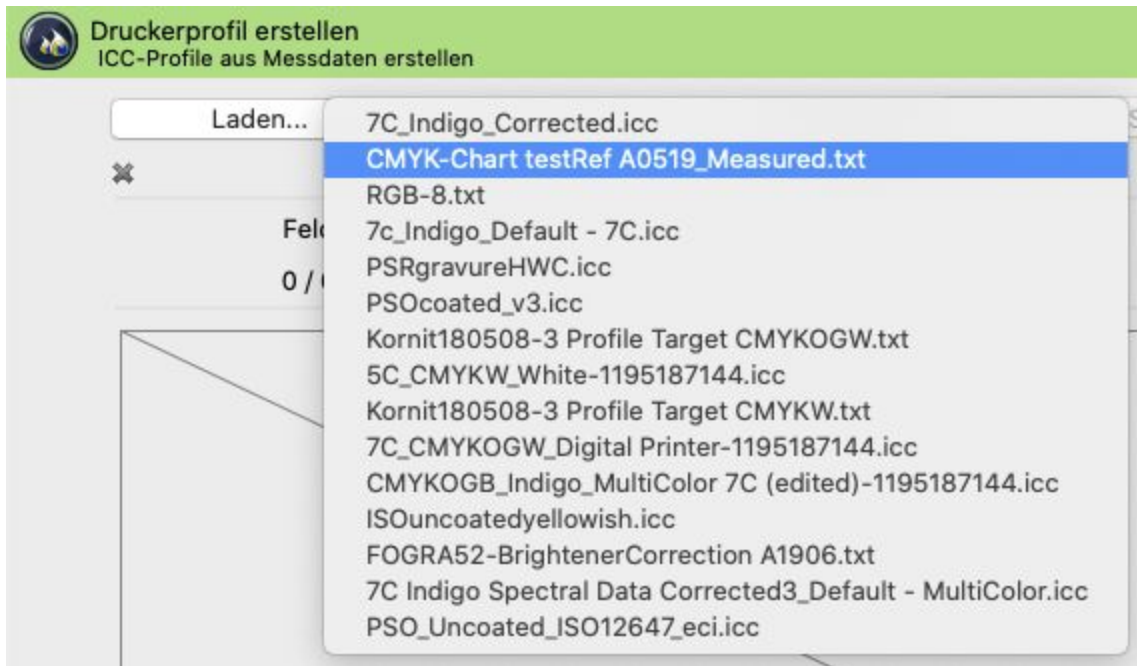 Druckerprofil erstellen
ICC-Profile aus Messdaten erstellen
Laden...
7C_Indigo_Corrected.icc
CMYK-Chart testRef A0519_Measured.txt
RGB-8.txt
7c_Indigo_Default - 7C.icc
PSRgravureHWC.icc
PSOcoated_v3.icc
Kornit180508-3 Profile Target CMYKOGW.txt
5C_CMYKW_White-1195187144.icc
Kornit180508-3 Profile Target CMYKW.txt
7C_CMYKOGW_Digital Printer-1195187144.icc
CMYKOGB_Indigo_MultiColor 7C (edited)-1195187144.icc
ISOuncoatedyellowish.icc
FOGRA52-BrightenerCorrection A1906.txt
7C Indigo Spectral Data Corrected3_Default - MultiColor.icc
PSO_Uncoated_ISO12647_eci.icc